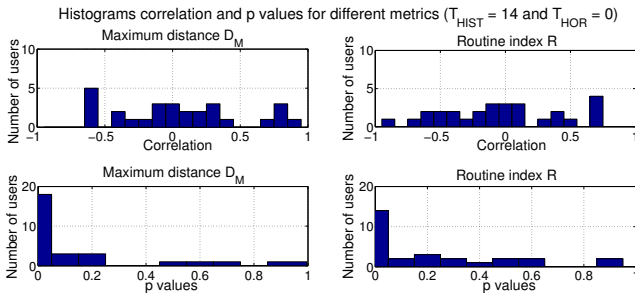 Histograms correlation and p values for different metrics (T_HIST = 14 and T_HOR = 0)
Maximum distance D_M
Number of users
10
5
0
−1 −0.5 0 0.5 1
Correlation
Routine index R
Number of users
10
5
0
−1 −0.5 0 0.5 1
Correlation
Maximum distance D_M
Number of users
20
10
0
0 0.2 0.4 0.6 0.8 1
p values
Routine index R
Number of users
20
10
0
0 0.2 0.4 0.6 0.8 1
p values